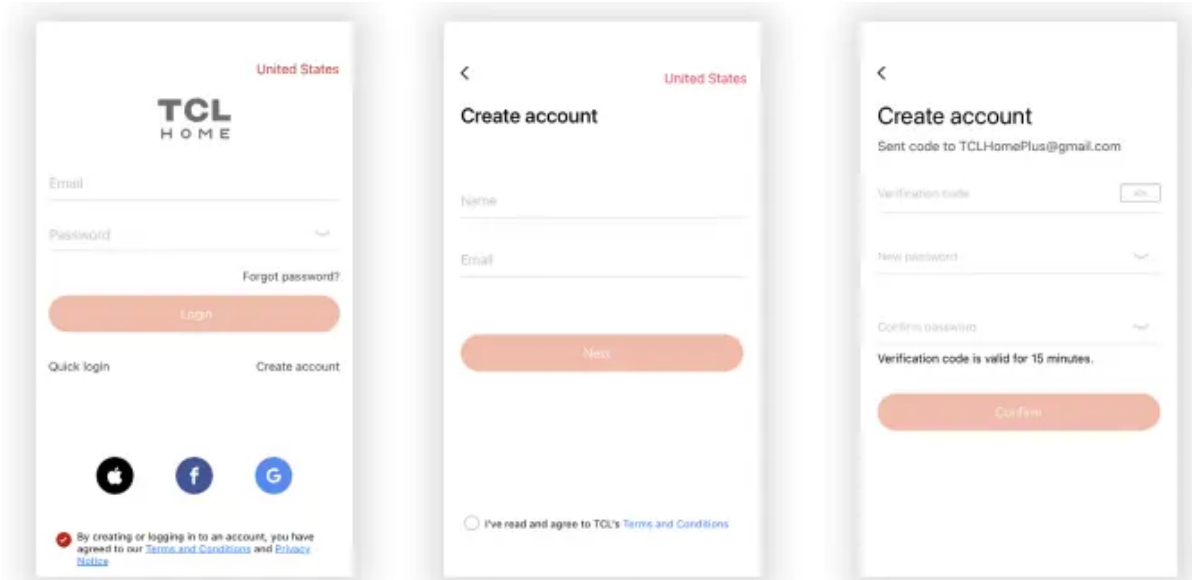 United States
TCL
HOME
Email
Password
Forgot password?
Login
Quick login
Create account
By creating or logging in to an account, you have
agreed to our Terms and Conditions and Privacy
Notice
United States
Create account
Name
Email
Next
I've read and agree to TCL's Terms and Conditions
Create account
Sent code to TCLHomePlus@gmail.com
Verification code
New password
Confirm password
Verification code is valid for 15 minutes.
Confirm